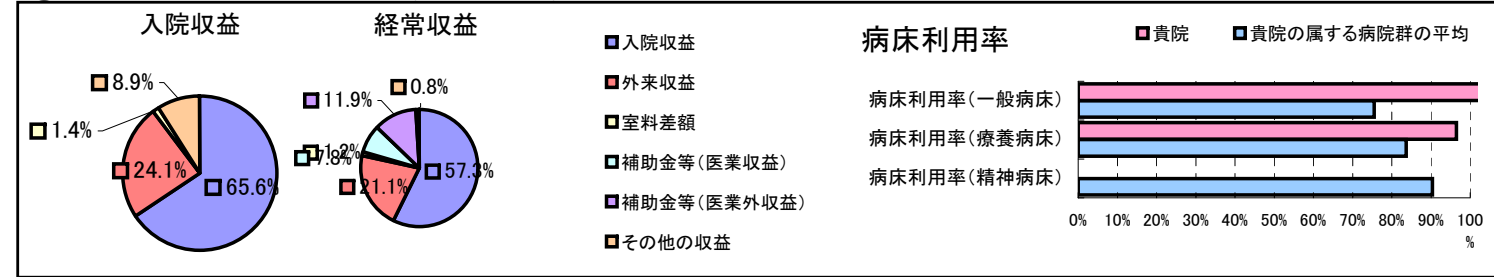 入院収益
8.9%
1.4%
24.1%
65.6%
経常収益
0.8%
11.9%
1.2%
7.8%
21.1%
57.3%
入院収益
外来収益
室料差額
補助金等(医業収益)
補助金等(医業外収益)
その他の収益
病床利用率
貴院
貴院の属する病院群の平均
病床利用率(一般病床)
病床利用率(療養病床)
病床利用率(精神病床)
0% 10% 20% 30% 40% 50% 60% 70% 80% 90% 100
%